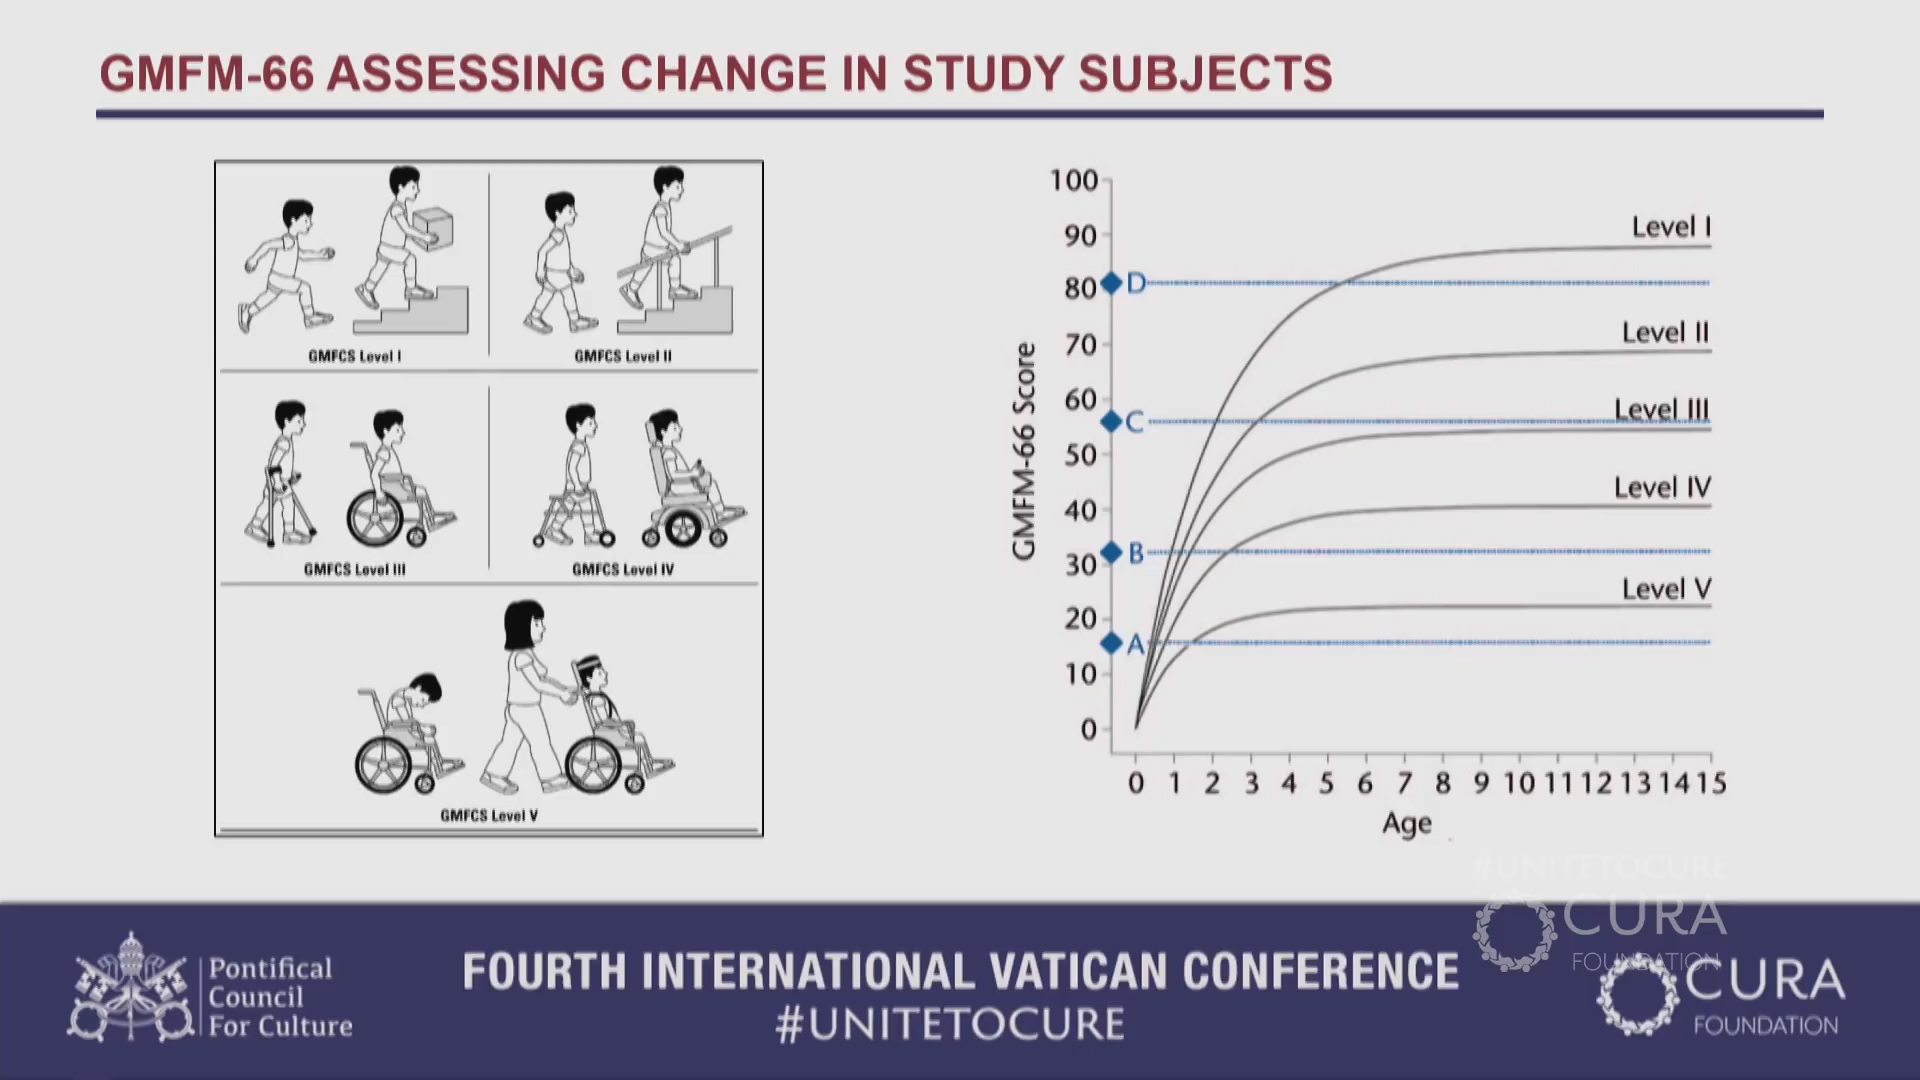 GMFM-66 ASSESSING CHANGE IN STUDY SUBJECTS
GMFCS Level I
GMFCS Level II
GMFCS Level III
GMFCS Level IV
GMFCS Level V
GMFM-66 Score
100
90
80
70
60
50
40
30
20
10
0
D
C
B
A
Level I
Level II
Level III
Level IV
Level V
0 1 2 3 4 5 6 7 8 9 10 11 12 13 14 15
Age
#UNITETOCURE
CURA
FOUNDATION
Pontifical
Council
For Culture
FOURTH INTERNATIONAL VATICAN CONFERENCE
#UNITETOCURE
CURA
FOUNDATION